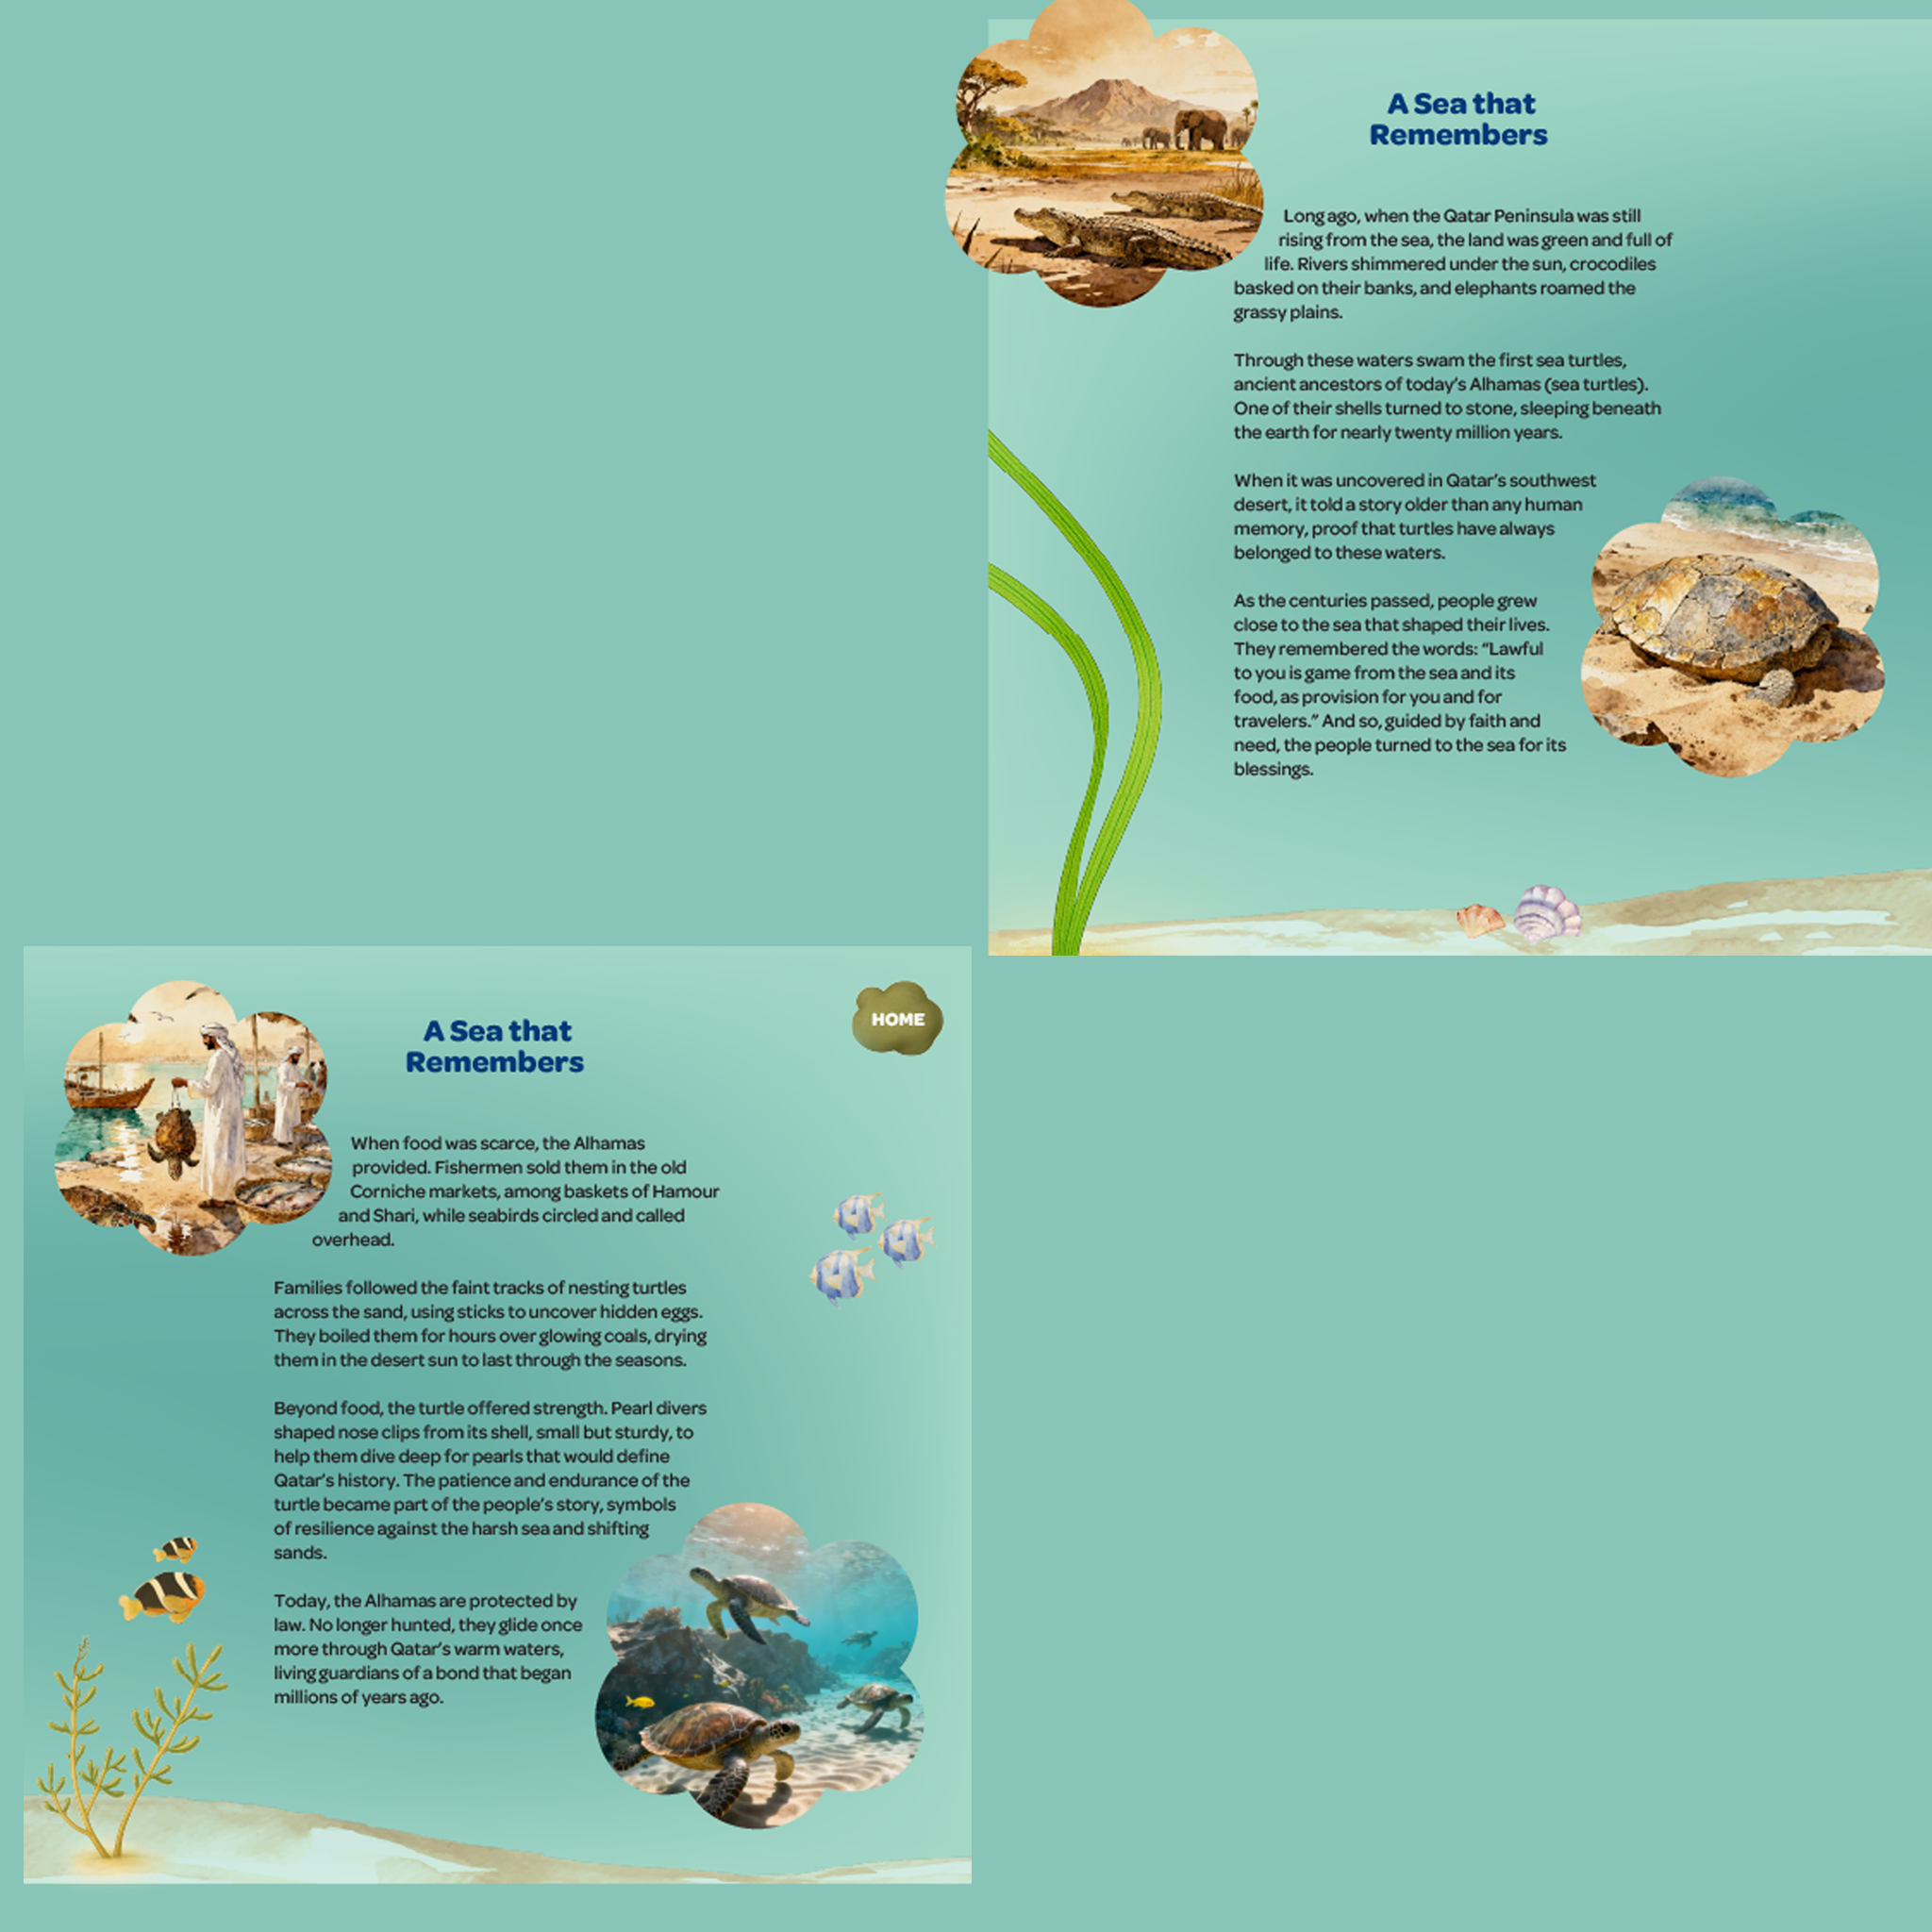 A Sea that
Remembers
Long ago, when the Qatar Peninsula was still
rising from the sea, the land was green and full of
life. Rivers shimmered under the sun, crocodiles
basked on their banks, and elephants roamed the
grassy plains.
Through these waters swam the first sea turtles,
ancient ancestors of today's Alhamas (sea turtles).
One of their shells turned to stone, sleeping beneath
the earth for nearly twenty million years.
When it was uncovered in Qatar's southwest
desert, it told a story older than any human
memory, proof that turtles have always
belonged to these waters.
As the centuries passed, people grew
close to the sea that shaped their lives.
They remembered the words: “Lawful
to you is game from the sea and its
food, as provision for you and for
travelers.” And so, guided by faith and
need, the people turned to the sea for its
blessings.
HOME
A Sea that
Remembers
When food was scarce, the Alhamas
provided. Fishermen sold them in the old
Corniche markets, among baskets of Hamour
and Shari, while seabirds circled and called
overhead.
Families followed the faint tracks of nesting turtles
across the sand, using sticks to uncover hidden eggs.
They boiled them for hours over glowing coals, drying
them in the desert sun to last through the seasons.
Beyond food, the turtle offered strength. Pearl divers
shaped nose clips from its shell, small but sturdy, to
help them dive deep for pearls that would define
Qatar's history. The patience and endurance of the
turtle became part of the people's story, symbols
of resilience against the harsh sea and shifting
sands.
Today, the Alhamas are protected by
law. No longer hunted, they glide once
more through Qatar's warm waters,
living guardians of a bond that began
millions of years ago.